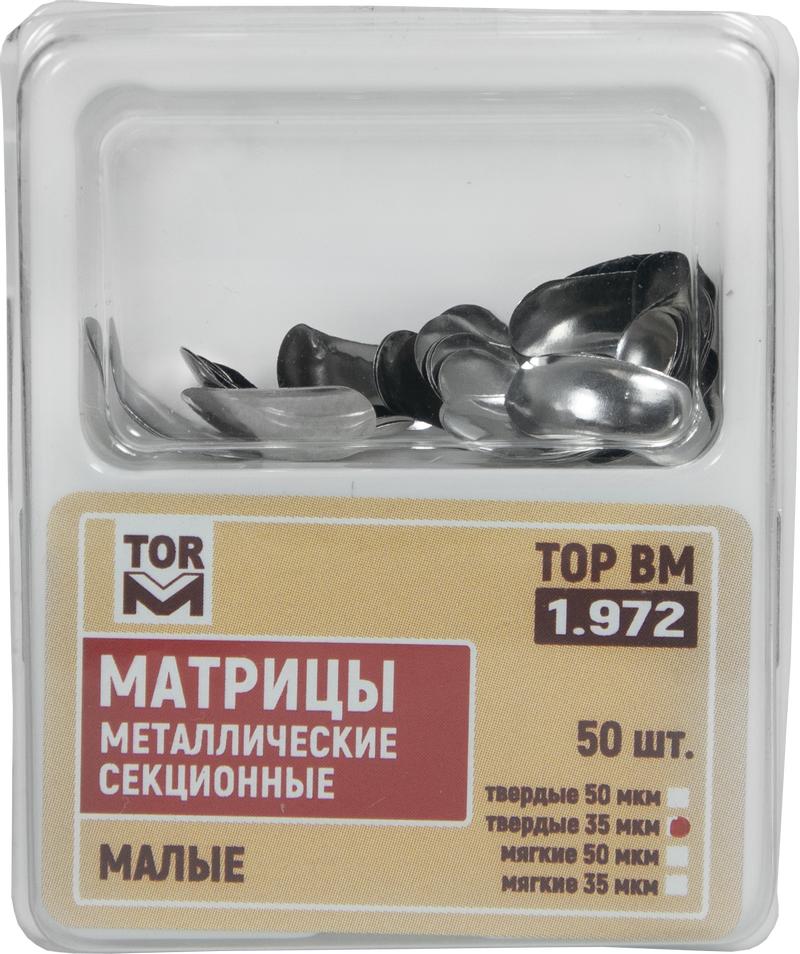 TOR
M
ТОР ВМ
1.972
МАТРИЦЫ
МЕТАЛЛИЧЕСКИЕ
СЕКЦИОННЫЕ
50 шт.
твердые 50 мкм
твердые 35 мкм
мягкие 50 мкм
мягкие 35 мкм
МАЛЫЕ